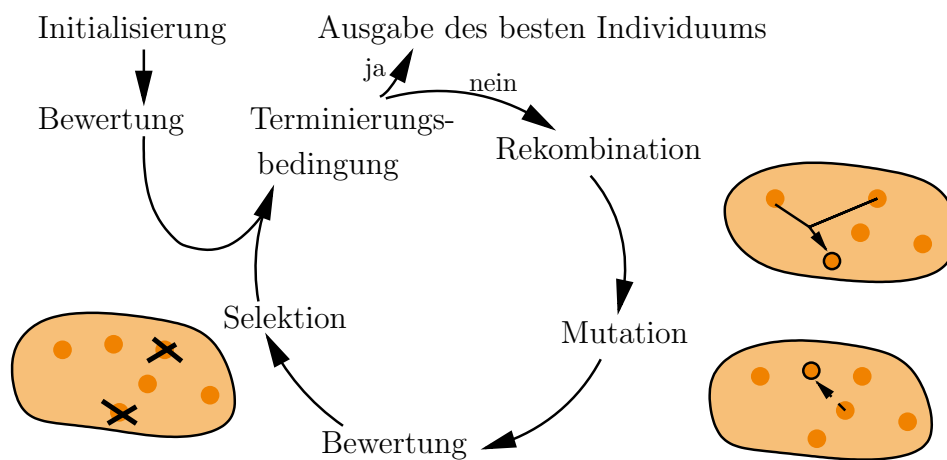 Initialisierung
Ausgabe des besten Individuums
ja
nein
Bewertung
Terminierungs-
bedingung
Rekombination
Selektion
Mutation
Bewertung